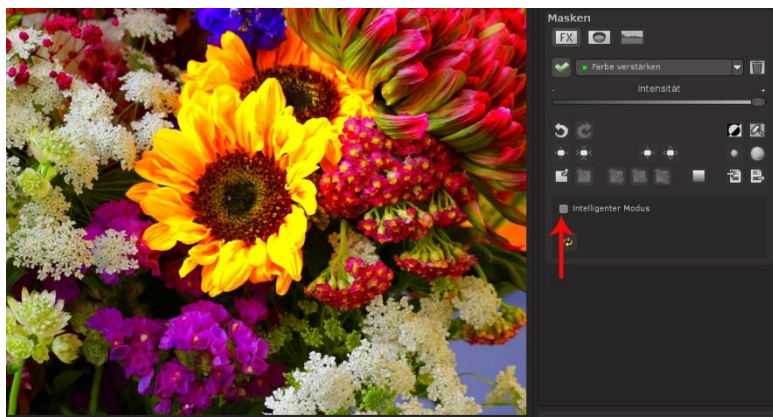 Masken
FX
Farbe verstärken
- Intensität +
Intelligenter Modus